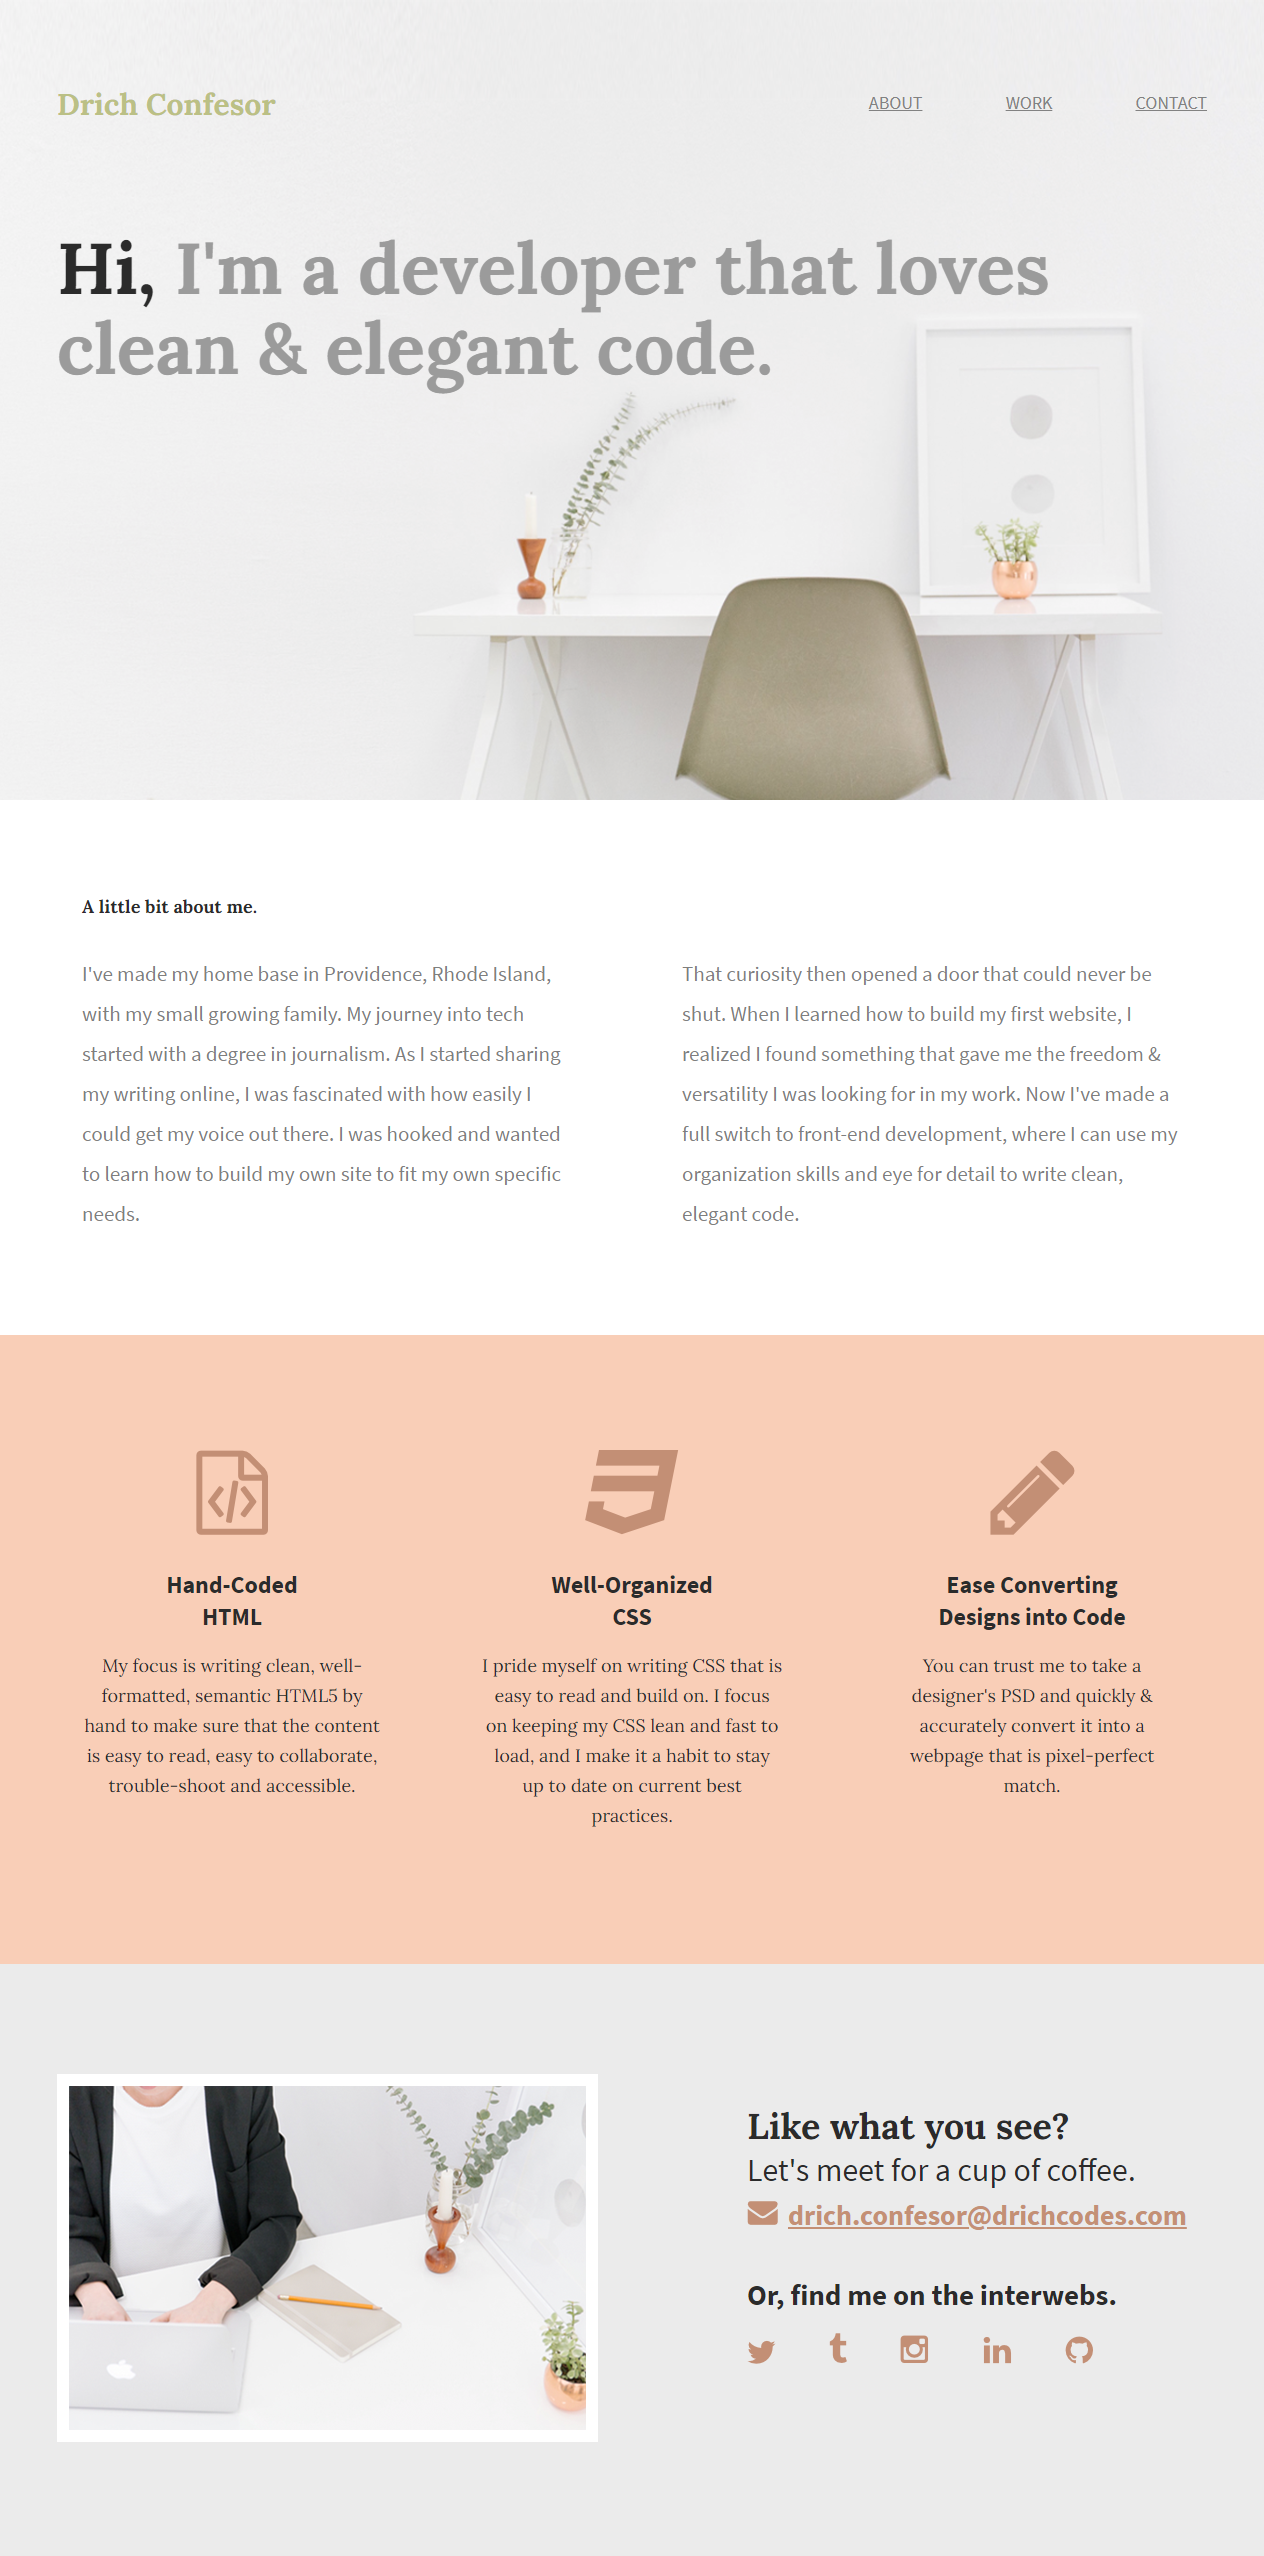 Drich Confesor
ABOUT WORK CONTACT
Hi, I'm a developer that loves
clean & elegant code.
A little bit about me.
I've made my home base in Providence, Rhode Island,
with my small growing family. My journey into tech
started with a degree in journalism. As I started sharing
my writing online, I was fascinated with how easily I
could get my voice out there. I was hooked and wanted
to learn how to build my own site to fit my own specific
needs.
That curiosity then opened a door that could never be
shut. When I learned how to build my first website, I
realized I found something that gave me the freedom &
versatility I was looking for in my work. Now I've made a
full switch to front-end development, where I can use my
organization skills and eye for detail to write clean,
elegant code.
Hand-Coded
HTML
My focus is writing clean, well-
formatted, semantic HTML5 by
hand to make sure that the content
is easy to read, easy to collaborate,
trouble-shoot and accessible.
Well-Organized
CSS
I pride myself on writing CSS that is
easy to read and build on. I focus
on keeping my CSS lean and fast to
load, and I make it a habit to stay
up to date on current best
practices.
Ease Converting
Designs into Code
You can trust me to take a
designer's PSD and quickly &
accurately convert it into a
webpage that is pixel-perfect
match.
Like what you see?
Let's meet for a cup of coffee.
drich.confesor@drichcodes.com
Or, find me on the interwebs.